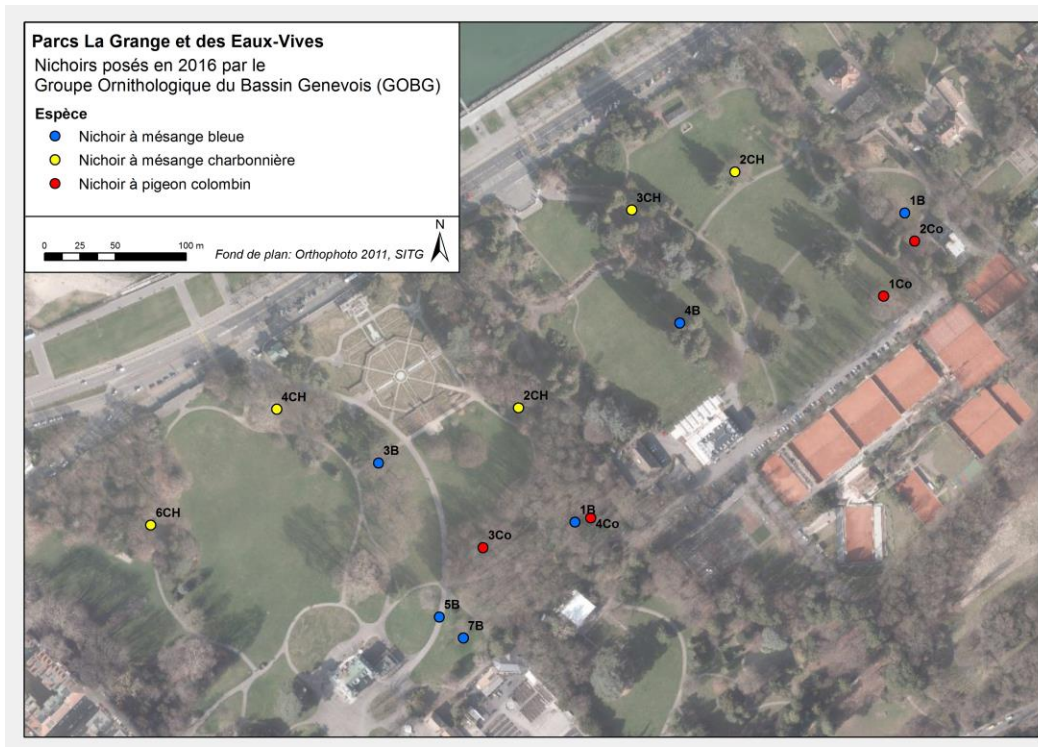 Parcs La Grange et des Eaux-Vives
Nichoirs posés en 2016 par le
Groupe Ornithologique du Bassin Genevois (GOBG)
Espèce
Nichoir à mésange bleue
Nichoir à mésange charbonnière
Nichoir à pigeon colombin
0 25 50 100 m
Fond de plan: Orthophoto 2011, SITG
N
2CH
3CH
1B
2Co
1Co
4B
4CH
2CH
3B
6CH
1B
4Co
3Co
5B
7B